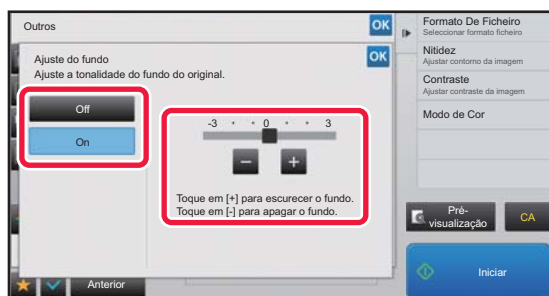 Outros
OK
Ajuste do fundo
OK
Ajuste a tonalidade do fundo do original.
Off
On
-3 0 3
- +
Toque em [+] para escurecer o fundo.
Toque em [-] para apagar o fundo.
Anterior
Formato De Ficheiro
Seleccionar formato ficheiro
Nitidez
Ajustar contorno da imagem
Contraste
Ajustar contraste da imagem
Modo de Cor
Pré-
visualização
CA
Iniciar